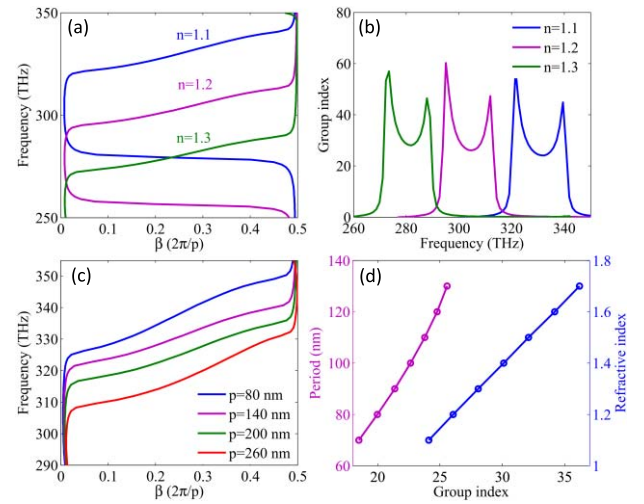 (a)
n=1.1
n=1.2
n=1.3
350
300
250
Frequency (THz)
0 0.1 0.2 0.3 0.4 0.5
β (2π/p)
(b)
n=1.1
n=1.2
n=1.3
80
60
40
20
0
Group index
260 280 300 320 340
Frequency (THz)
(c)
350
340
330
320
310
300
290
Frequency (THz)
p=80 nm
p=140 nm
p=200 nm
p=260 nm
0 0.1 0.2 0.3 0.4 0.5
β (2π/p)
(d)
140
120
100
80
60
Period (nm)
1.8
1.6
1.4
1.2
1
Refractive index
20 25 30 35
Group index